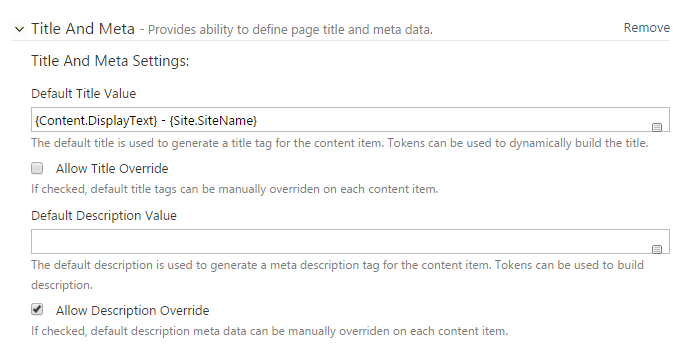 Title And Meta - Provides ability to define page title and meta data. Remove
Title And Meta Settings:
Default Title Value
{Content.DisplayText} - {Site.SiteName}
The default title is used to generate a title tag for the content item. Tokens can be used to dynamically build the title.
Allow Title Override
If checked, default title tags can be manually overriden on each content item.
Default Description Value
The default description is used to generate a meta description tag for the content item. Tokens can be used to build
description.
Allow Description Override
If checked, default description meta data can be manually overriden on each content item.